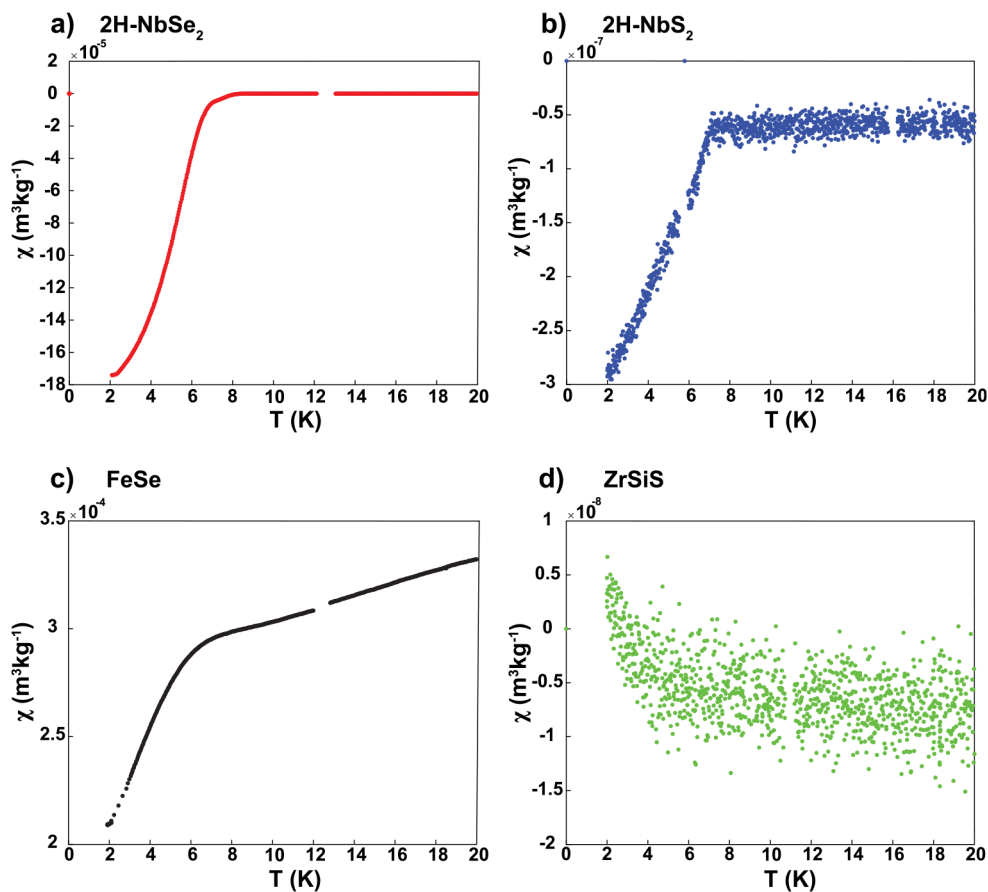 a) 2H-NbSe₂
×10⁻⁵
2
0
-2
-4
-6
-8
-10
-12
-14
-16
-18
χ (m³kg⁻¹)
0 2 4 6 8 10 12 14 16 18 20
T (K)
b) 2H-NbS₂
×10⁻⁷
0
-0.5
-1
-1.5
-2
-2.5
-3
χ (m³kg⁻¹)
0 2 4 6 8 10 12 14 16 18 20
T (K)
c) FeSe
×10⁻⁴
3.5
3
2.5
2
χ (m³kg⁻¹)
0 2 4 6 8 10 12 14 16 18 20
T (K)
d) ZrSiS
×10⁻⁸
1
0.5
0
-0.5
-1
-1.5
-2
χ (m³kg⁻¹)
0 2 4 6 8 10 12 14 16 18 20
T (K)